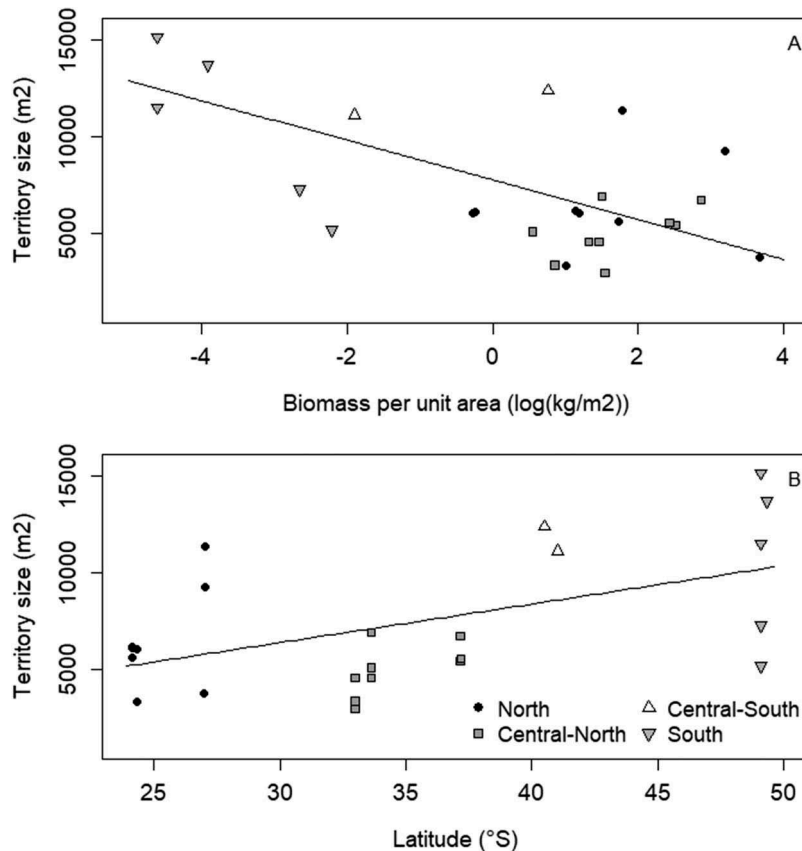 A
15000
10000
5000
Territory size (m2)
-4 -2 0 2 4
Biomass per unit area (log(kg/m2))
B
15000
10000
5000
Territory size (m2)
North Central-South
Central-North South
25 30 35 40 45 50
Latitude (°S)